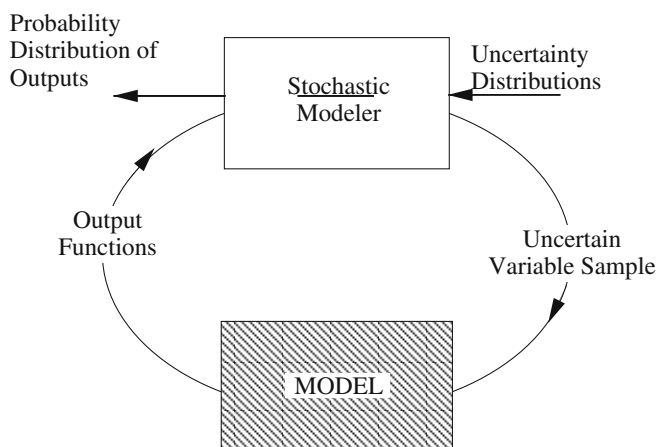 Probability
Distribution of
Outputs
Uncertainty
Distributions
Stochastic
Modeler
Output
Functions
Uncertain
Variable Sample
MODEL